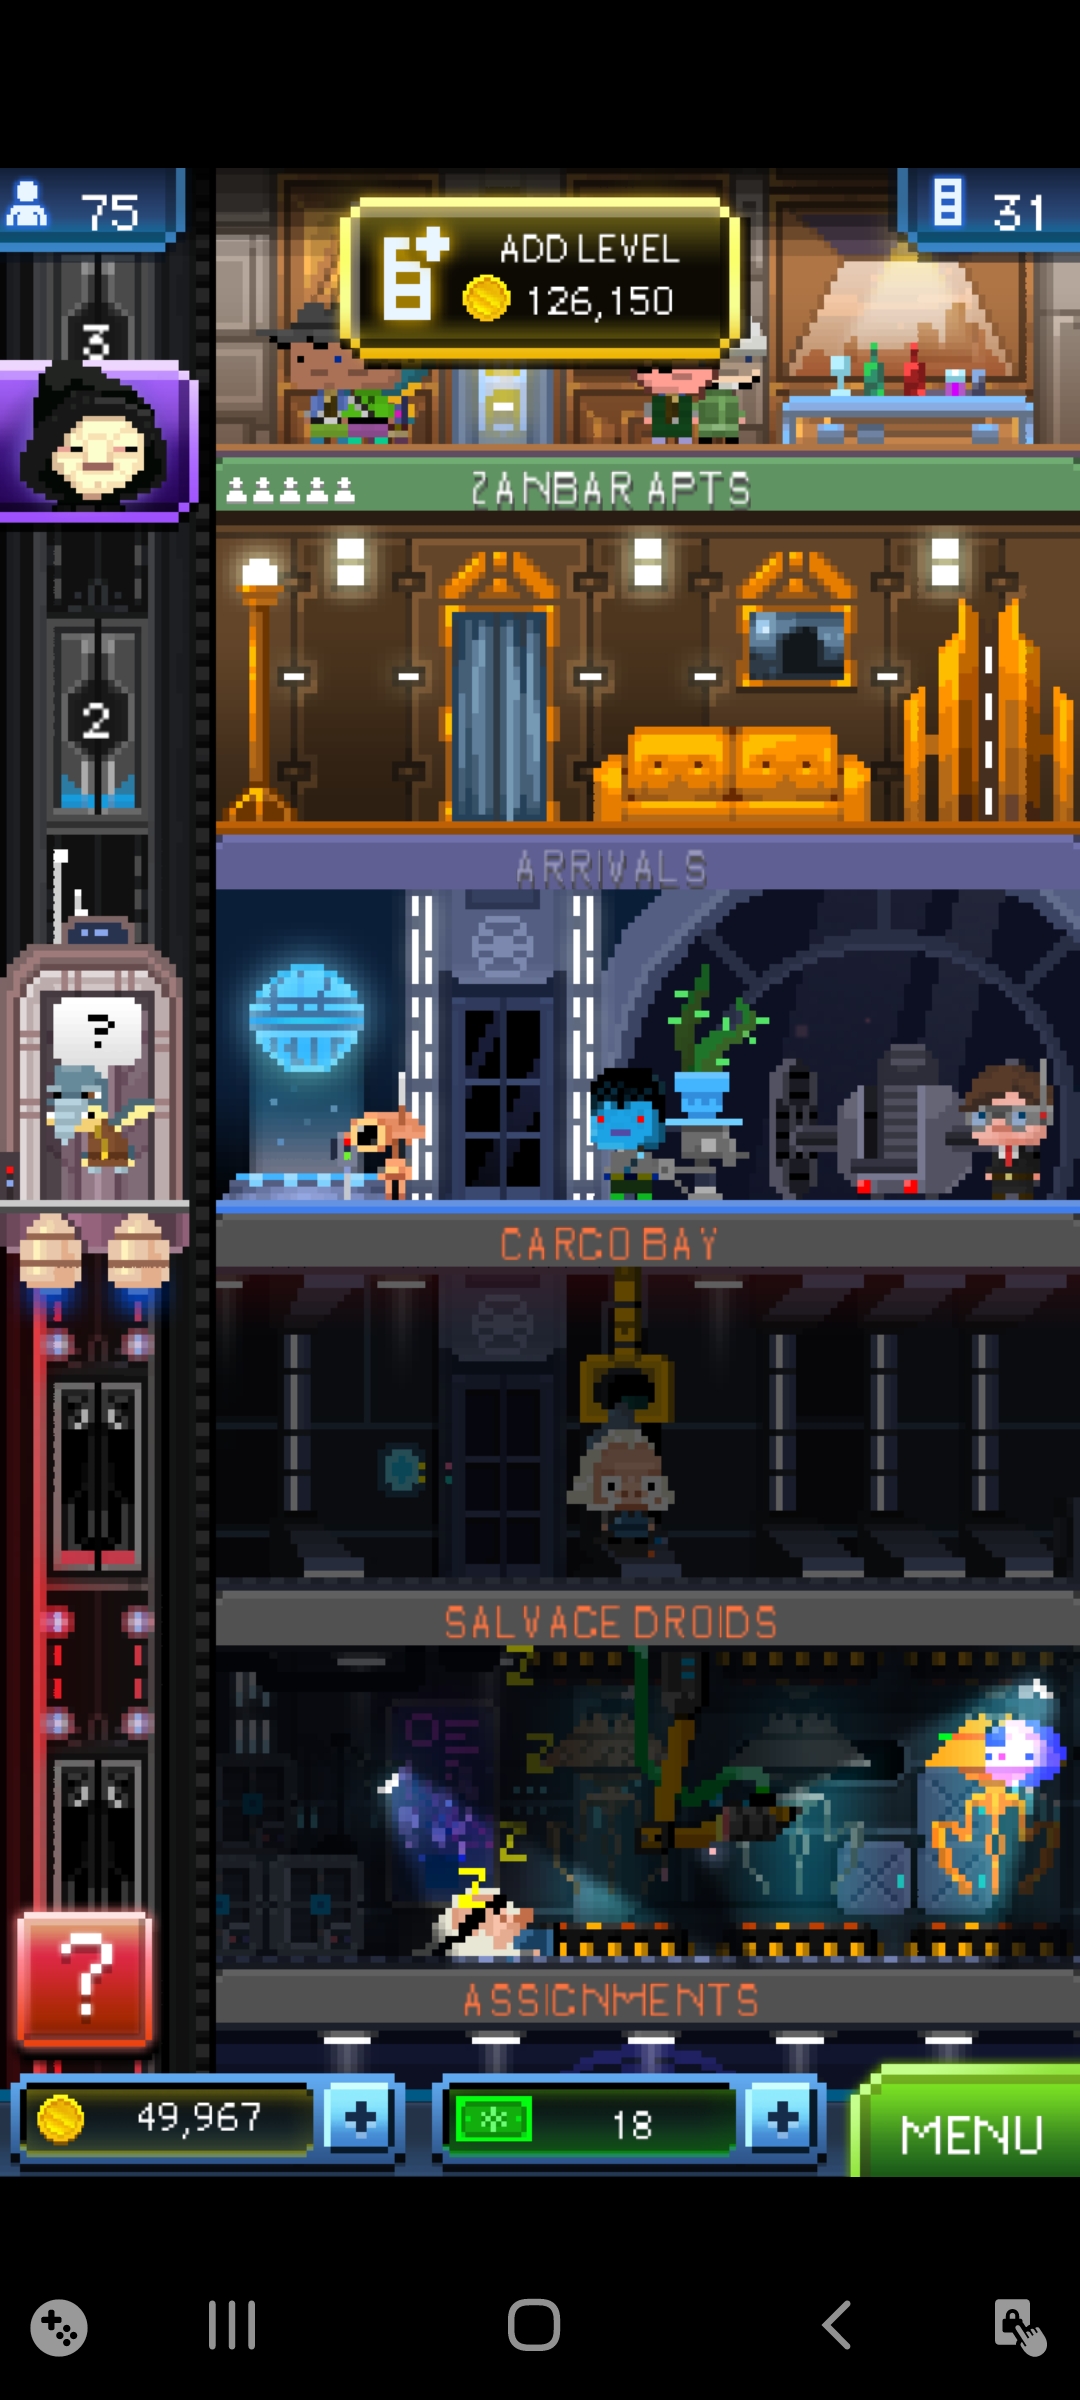 75
ADD LEVEL
126,150
31
3
ZANBAR APTS
2
ARRIVALS
?
CARGO BAY
SALVAGE DROIDS
Z
Z
Z
Z
?
ASSIGNMENTS
49,967
18
MENU